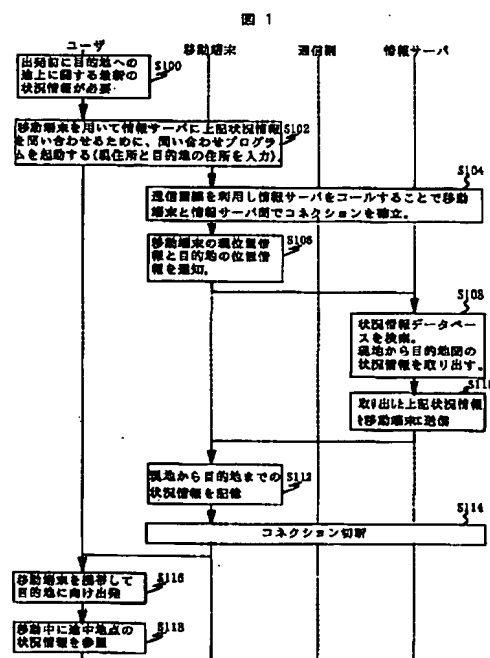 図 1
ユーザ
移動端末
通信制
情報サーバ
S100
出発前に目的地への
途上に関する最新の
状況情報が必要
S102
移動端末を用いて情報サーバに上記状況情報
を問い合わせるために、問い合わせプログラ
ムを起動する(現住所と目的地の住所を入力)
S104
通信回線を利用し情報サーバをコールすることで移動
端末と情報サーバ間でコネクションを確立。
S106
移動端末の現位置情
報と目的地の位置情
報を通知。
S108
状況情報データベー
スを検索。
現地から目的地間の
状況情報を取り出す。
S110
取り出した上記状況情報
を移動端末に送信
S112
現地から目的地までの
状況情報を記憶
S114
コネクション切断
S116
移動端末を携帯して
目的地に向け出発
S118
移動中に途中地点の
状況情報を参照